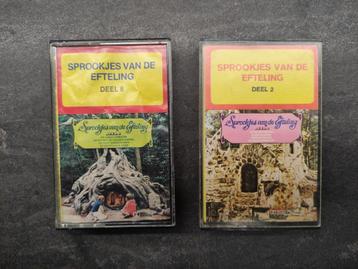 SPROOKJES VAN DE
EFTELING
DEEL 8
Sprookjes van de Efteling
SPROOKJES VAN DE
EFTELING
DEEL 2
Sprookjes van de Efteling